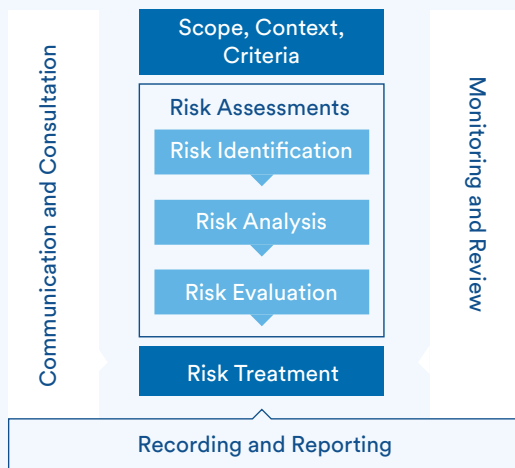 Scope, Context,
Criteria
Communication and Consultation
Risk Assessments
Risk Identification
Risk Analysis
Risk Evaluation
Monitoring and Review
Risk Treatment
Recording and Reporting